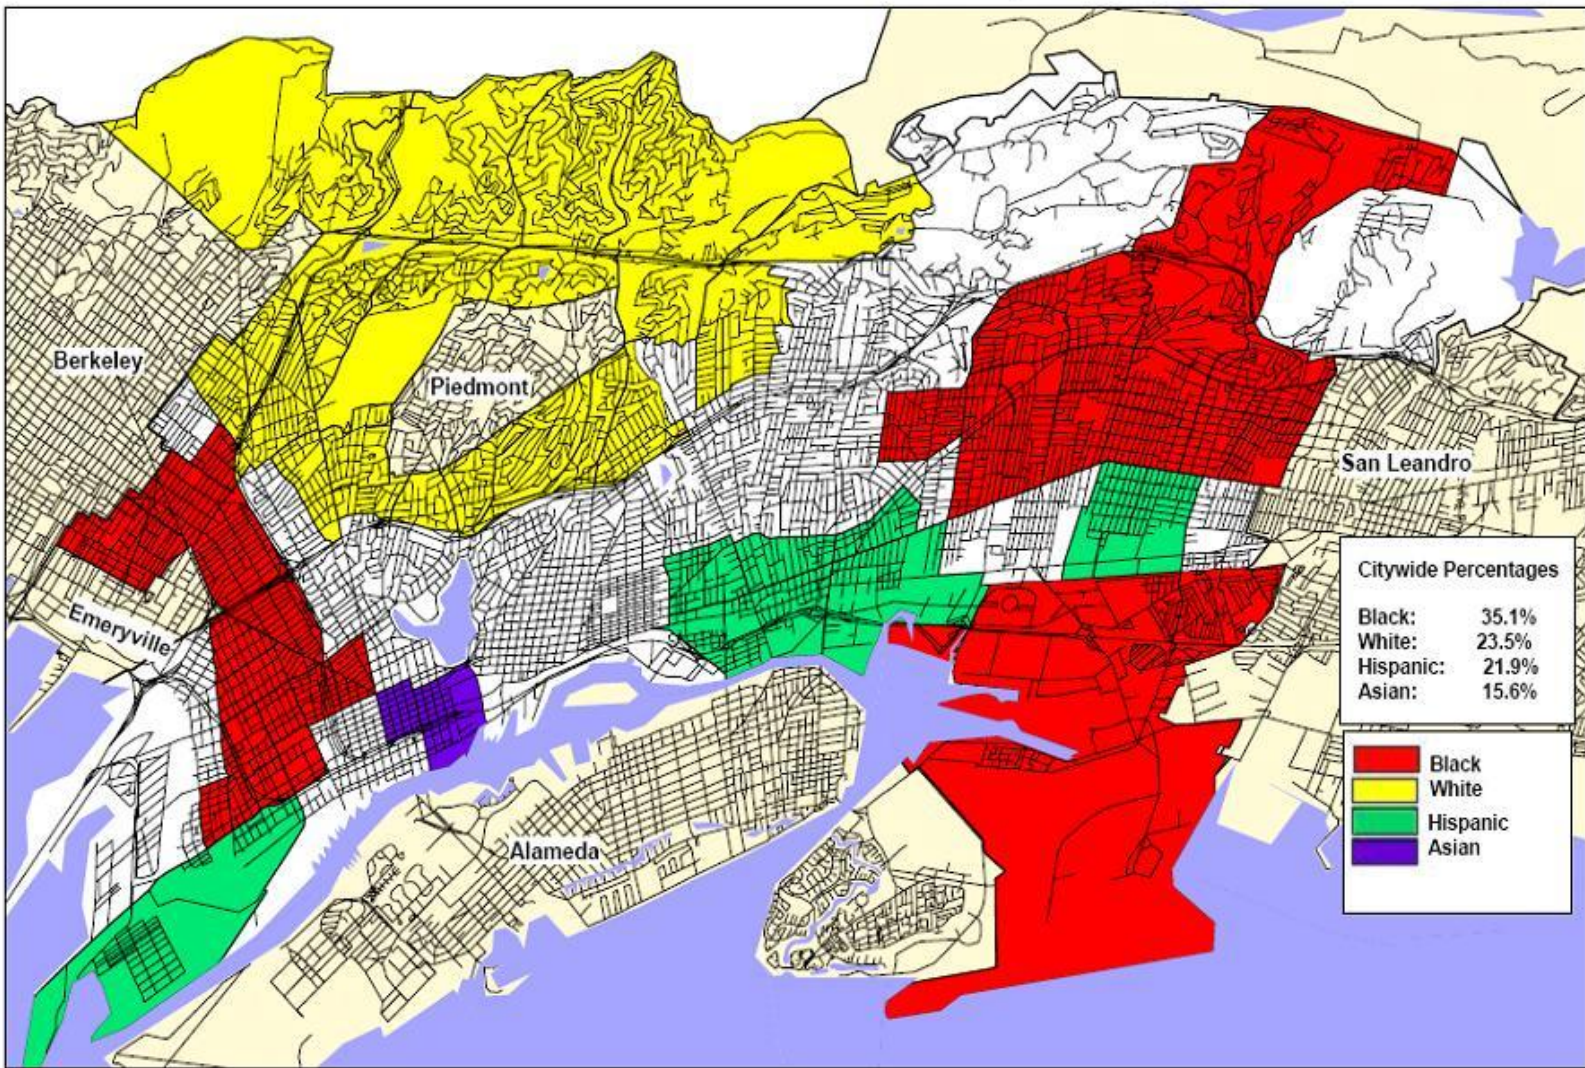 Berkeley
Piedmont
San Leandro
Emeryville
Alameda
Citywide Percentages
Black: 35.1%
White: 23.5%
Hispanic: 21.9%
Asian: 15.6%
Black
White
Hispanic
Asian